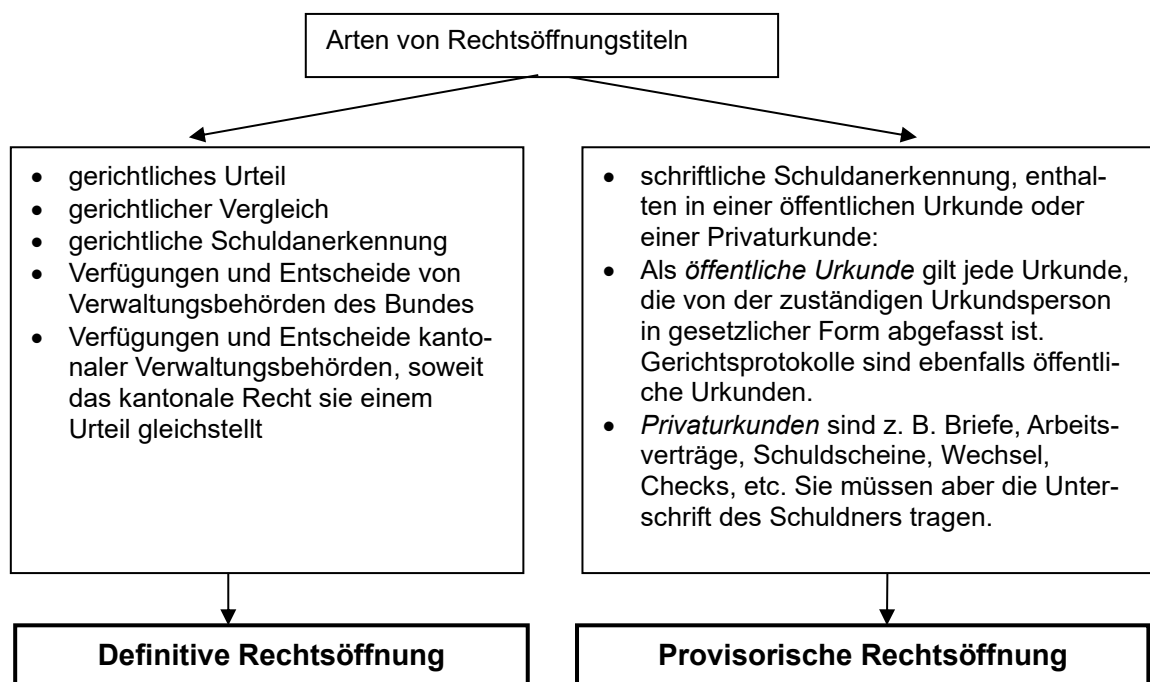 Arten von Rechtsöffnungstiteln
• gerichtliches Urteil
• gerichtlicher Vergleich
• gerichtliche Schuldanerkennung
• Verfügungen und Entscheide von
Verwaltungsbehörden des Bundes
• Verfügungen und Entscheide kanto-
naler Verwaltungsbehörden, soweit
das kantonale Recht sie einem
Urteil gleichstellt
• schriftliche Schuldanerkennung, enthal-
ten in einer öffentlichen Urkunde oder
einer Privaturkunde:
• Als öffentliche Urkunde gilt jede Urkunde,
die von der zuständigen Urkundsperson
in gesetzlicher Form abgefasst ist.
Gerichtsprotokolle sind ebenfalls öffentli-
che Urkunden.
• Privaturkunden sind z. B. Briefe, Arbeits-
verträge, Schuldscheine, Wechsel,
Checks, etc. Sie müssen aber die Unter-
schrift des Schuldners tragen.
Definitive Rechtsöffnung
Provisorische Rechtsöffnung